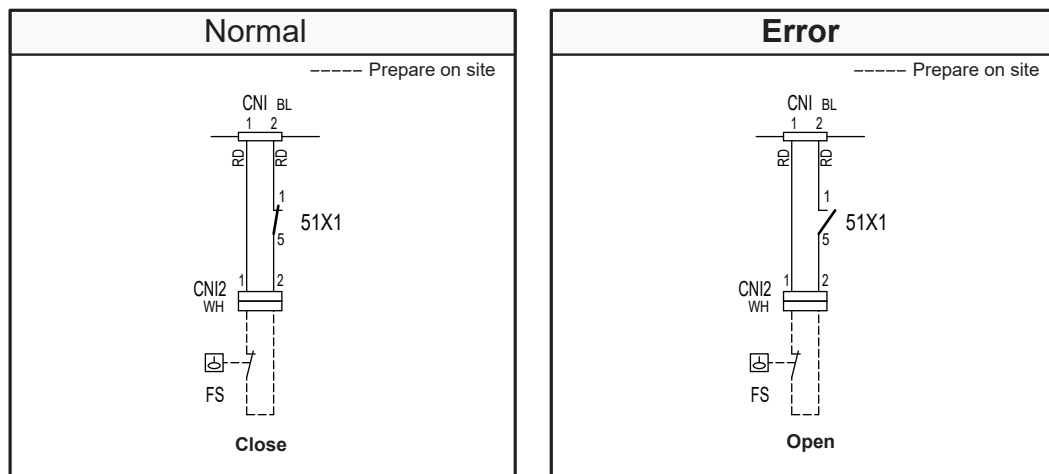 Normal
----- Prepare on site
CNI BL
1 2
RD RD
1
51X1
5
1 2
CNI2
WH
FS
Close
Error
----- Prepare on site
CNI BL
1 2
RD RD
1
51X1
5
1 2
CNI2
WH
FS
Open